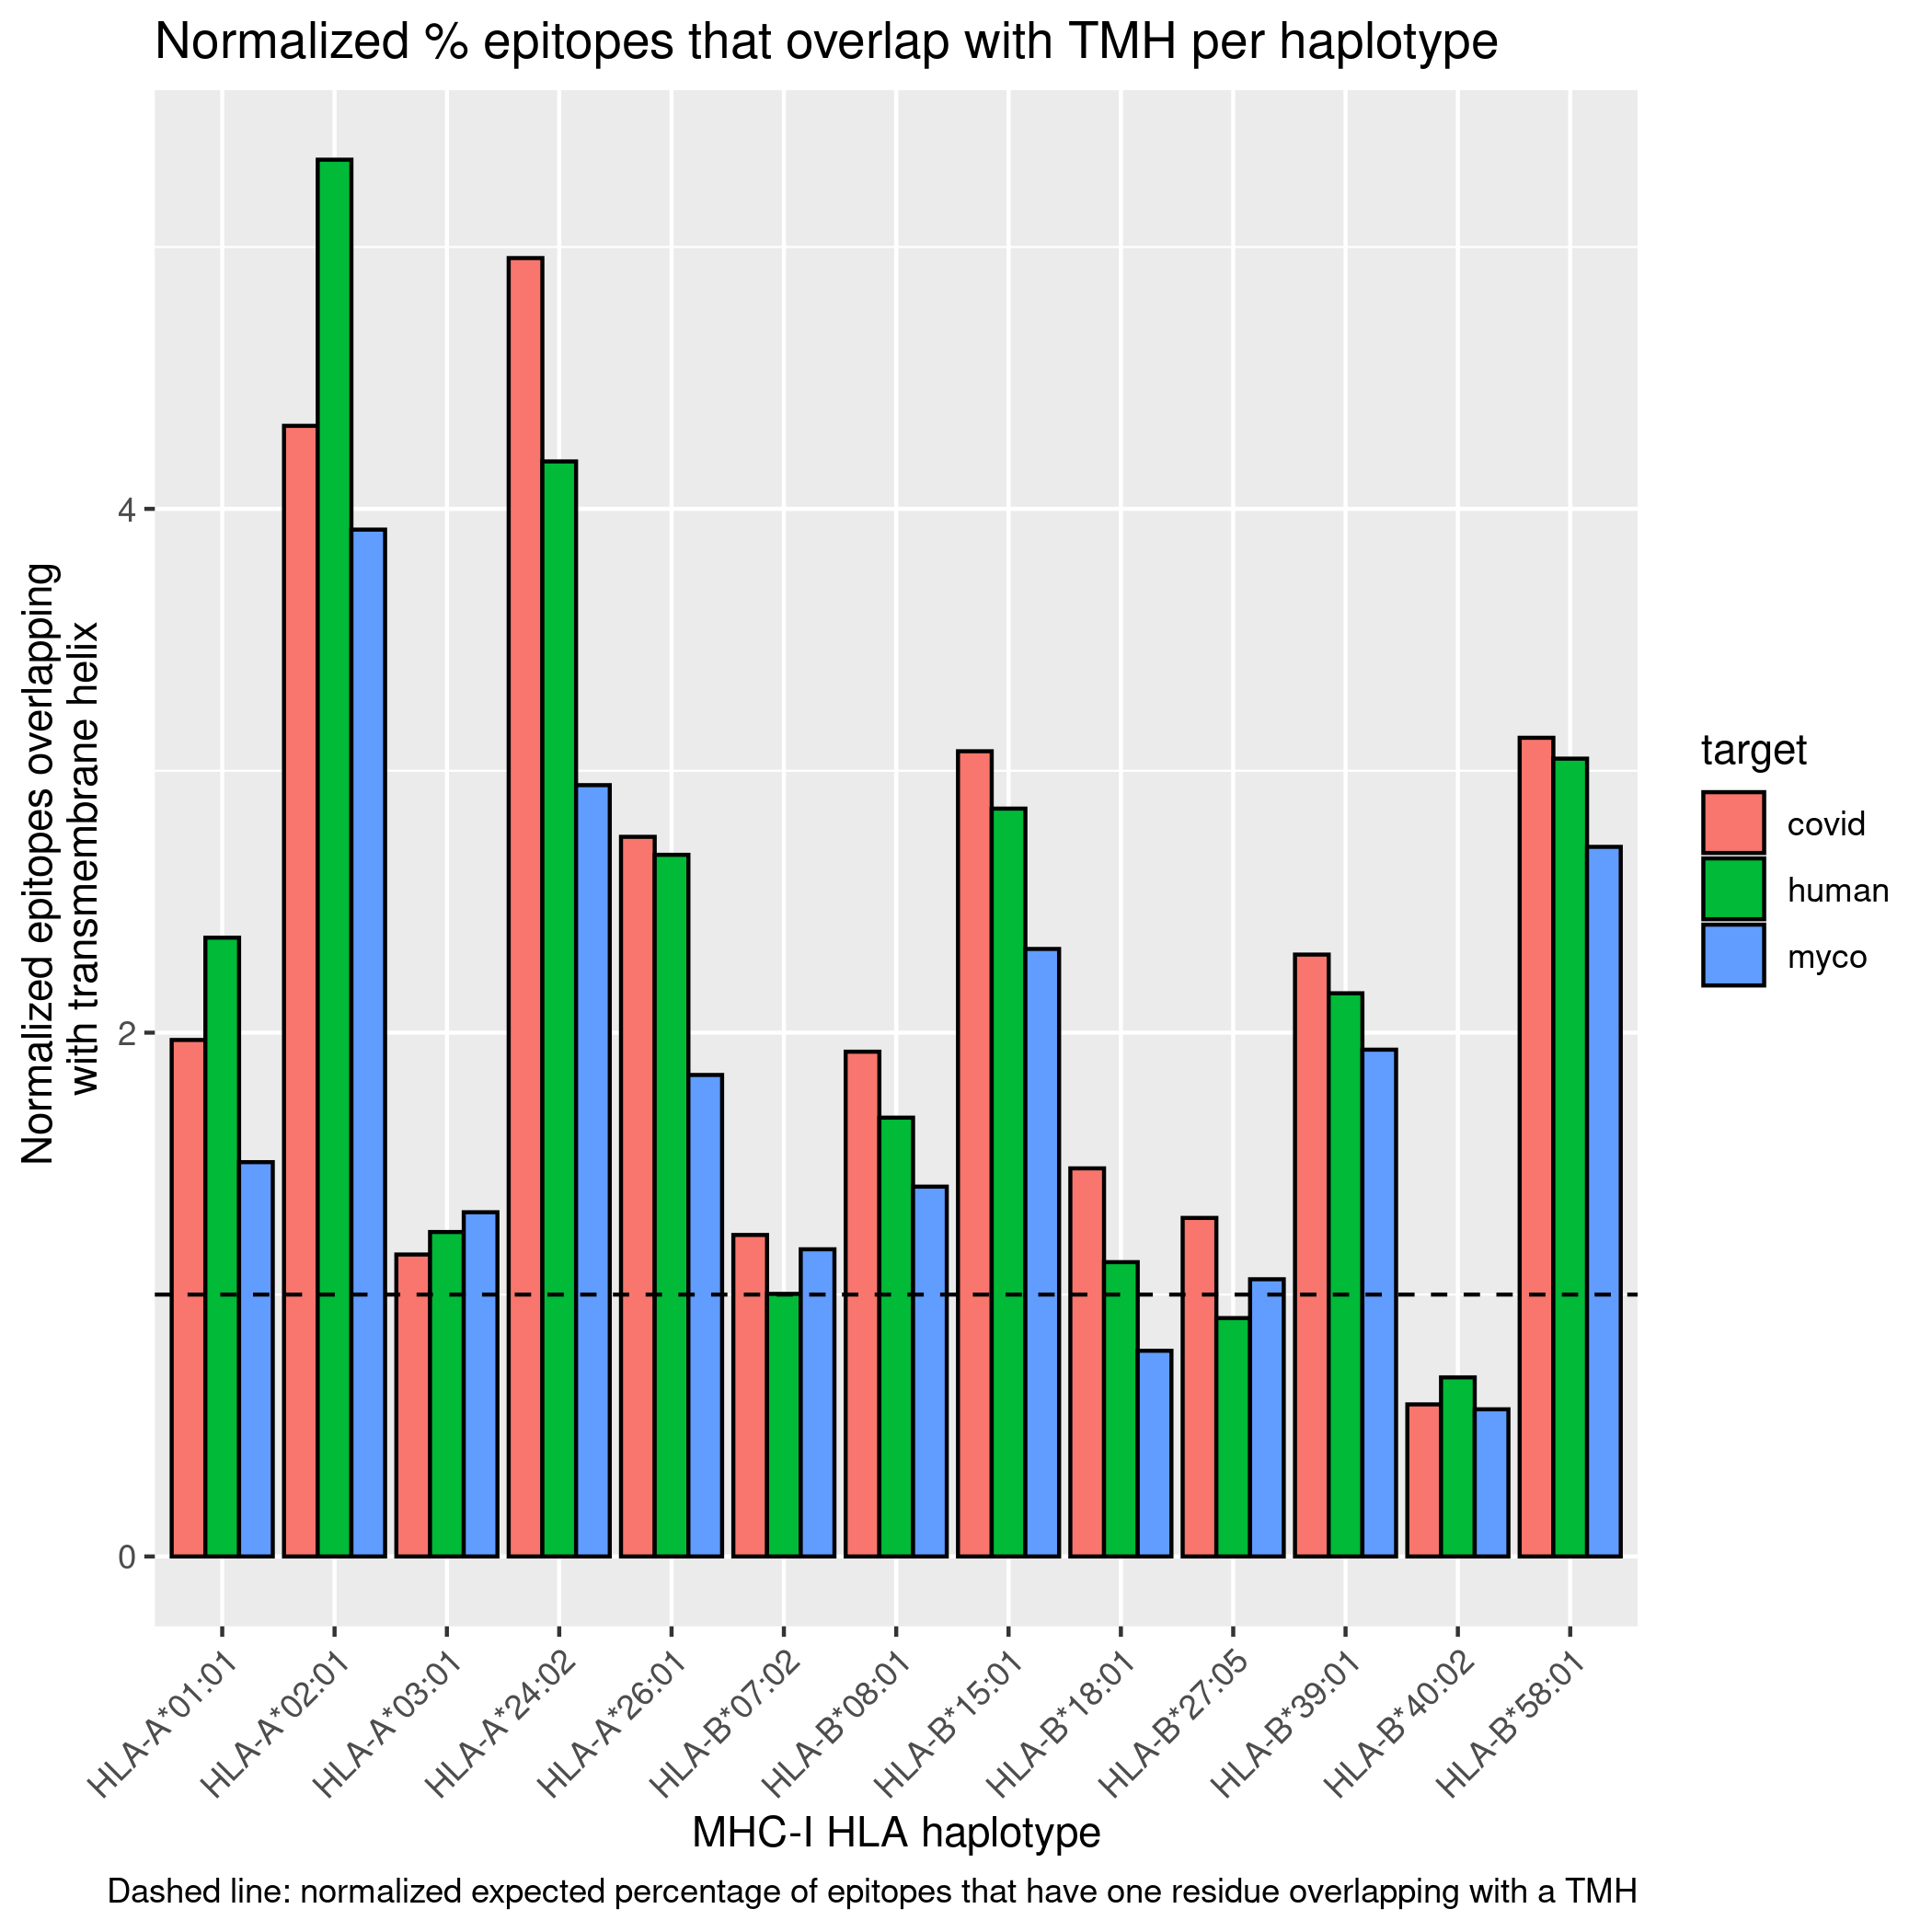 Normalized % epitopes that overlap with TMH per haplotype
Normalized epitopes overlapping
with transmembrane helix
4
2
0
HLA-A*01:01
HLA-A*02:01
HLA-A*03:01
HLA-A*24:02
HLA-A*26:01
HLA-B*07:02
HLA-B*08:01
HLA-B*15:01
HLA-B*18:01
HLA-B*27:05
HLA-B*39:01
HLA-B*40:02
HLA-B*58:01
MHC-I HLA haplotype
target
covid
human
myco
Dashed line: normalized expected percentage of epitopes that have one residue overlapping with a TMH